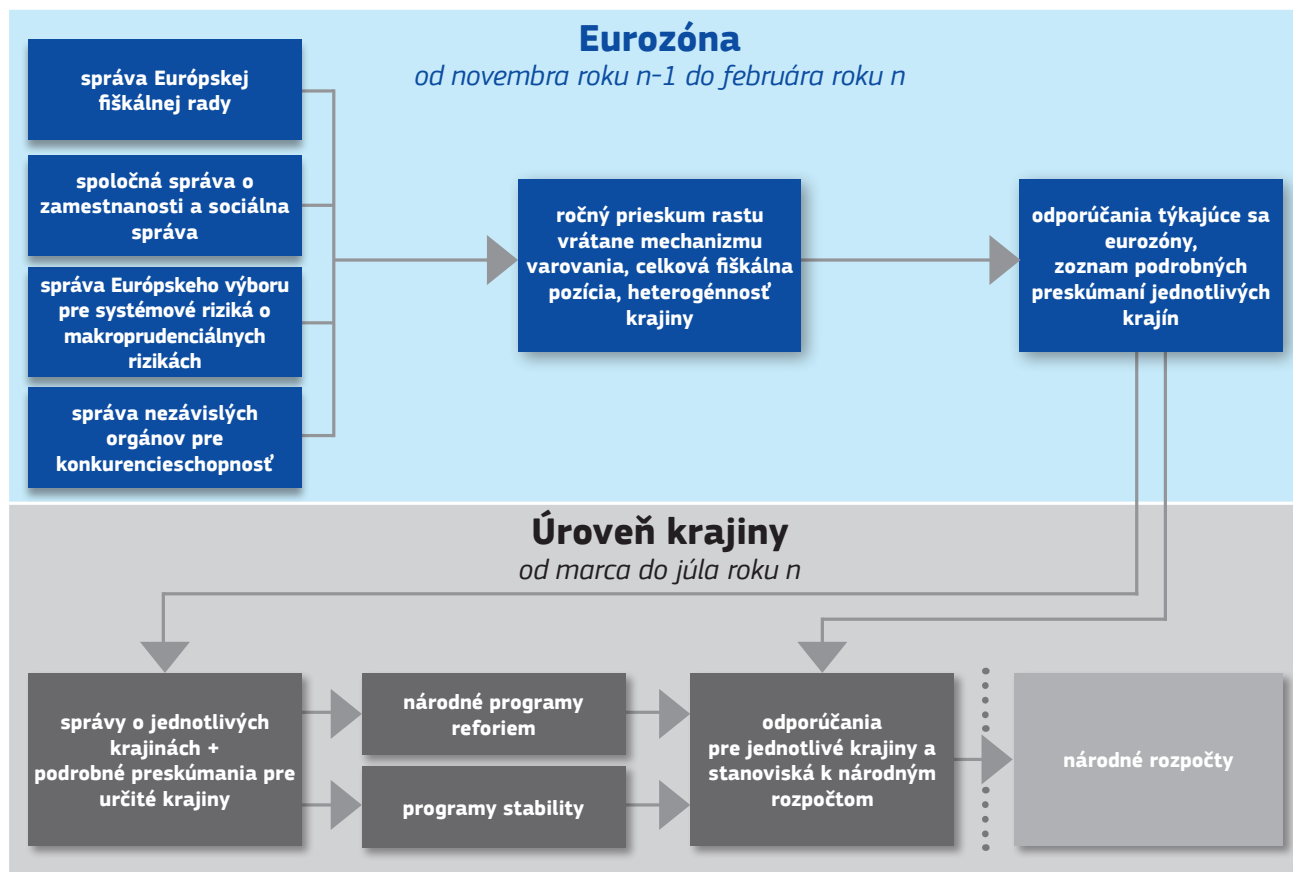 Eurozóna
od novembra roku n-1 do februára roku n
správa Európskej
fiškálnej rady
spoločná správa o
zamestnanosti a sociálna
správa
správa Európskeho výboru
pre systémové riziká o
makroprudenciálnych
rizikách
správa nezávislých
orgánov pre
konkurencieschopnosť
ročný prieskum rastu
vrátane mechanizmu
varovania, celková fiškálna
pozícia, heterogénnosť
krajiny
odporúčania týkajúce sa
eurozóny,
zoznam podrobných
preskúmaní jednotlivých
krajín
Úroveň krajiny
od marca do júla roku n
správy o jednotlivých
krajinách +
podrobné preskúmania pre
určité krajiny
národné programy
reforiem
programy stability
odporúčania
pre jednotlivé krajiny a
stanoviská k národným
rozpočtom
národné rozpočty